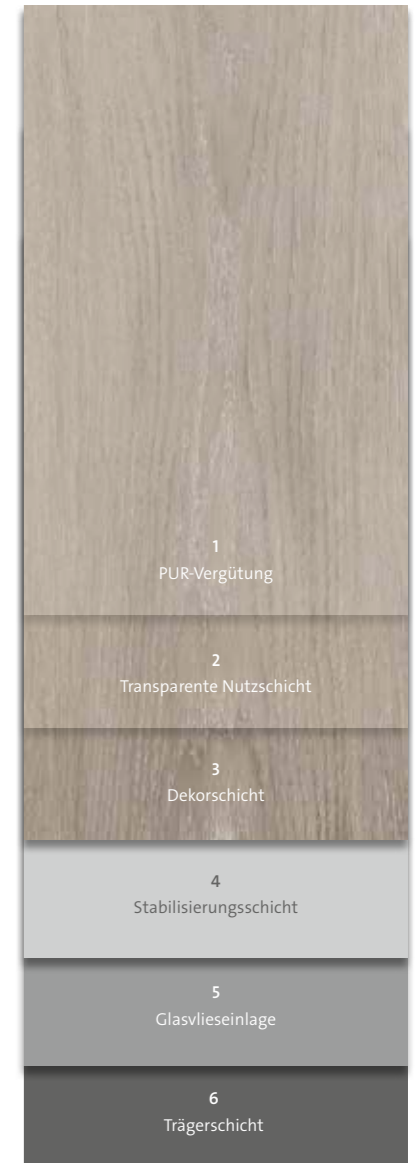 1
PUR-Vergütung
2
Transparente Nutzschicht
3
Dekorschicht
4
Stabilisierungsschicht
5
Glasvlieseinlage
6
Trägerschicht